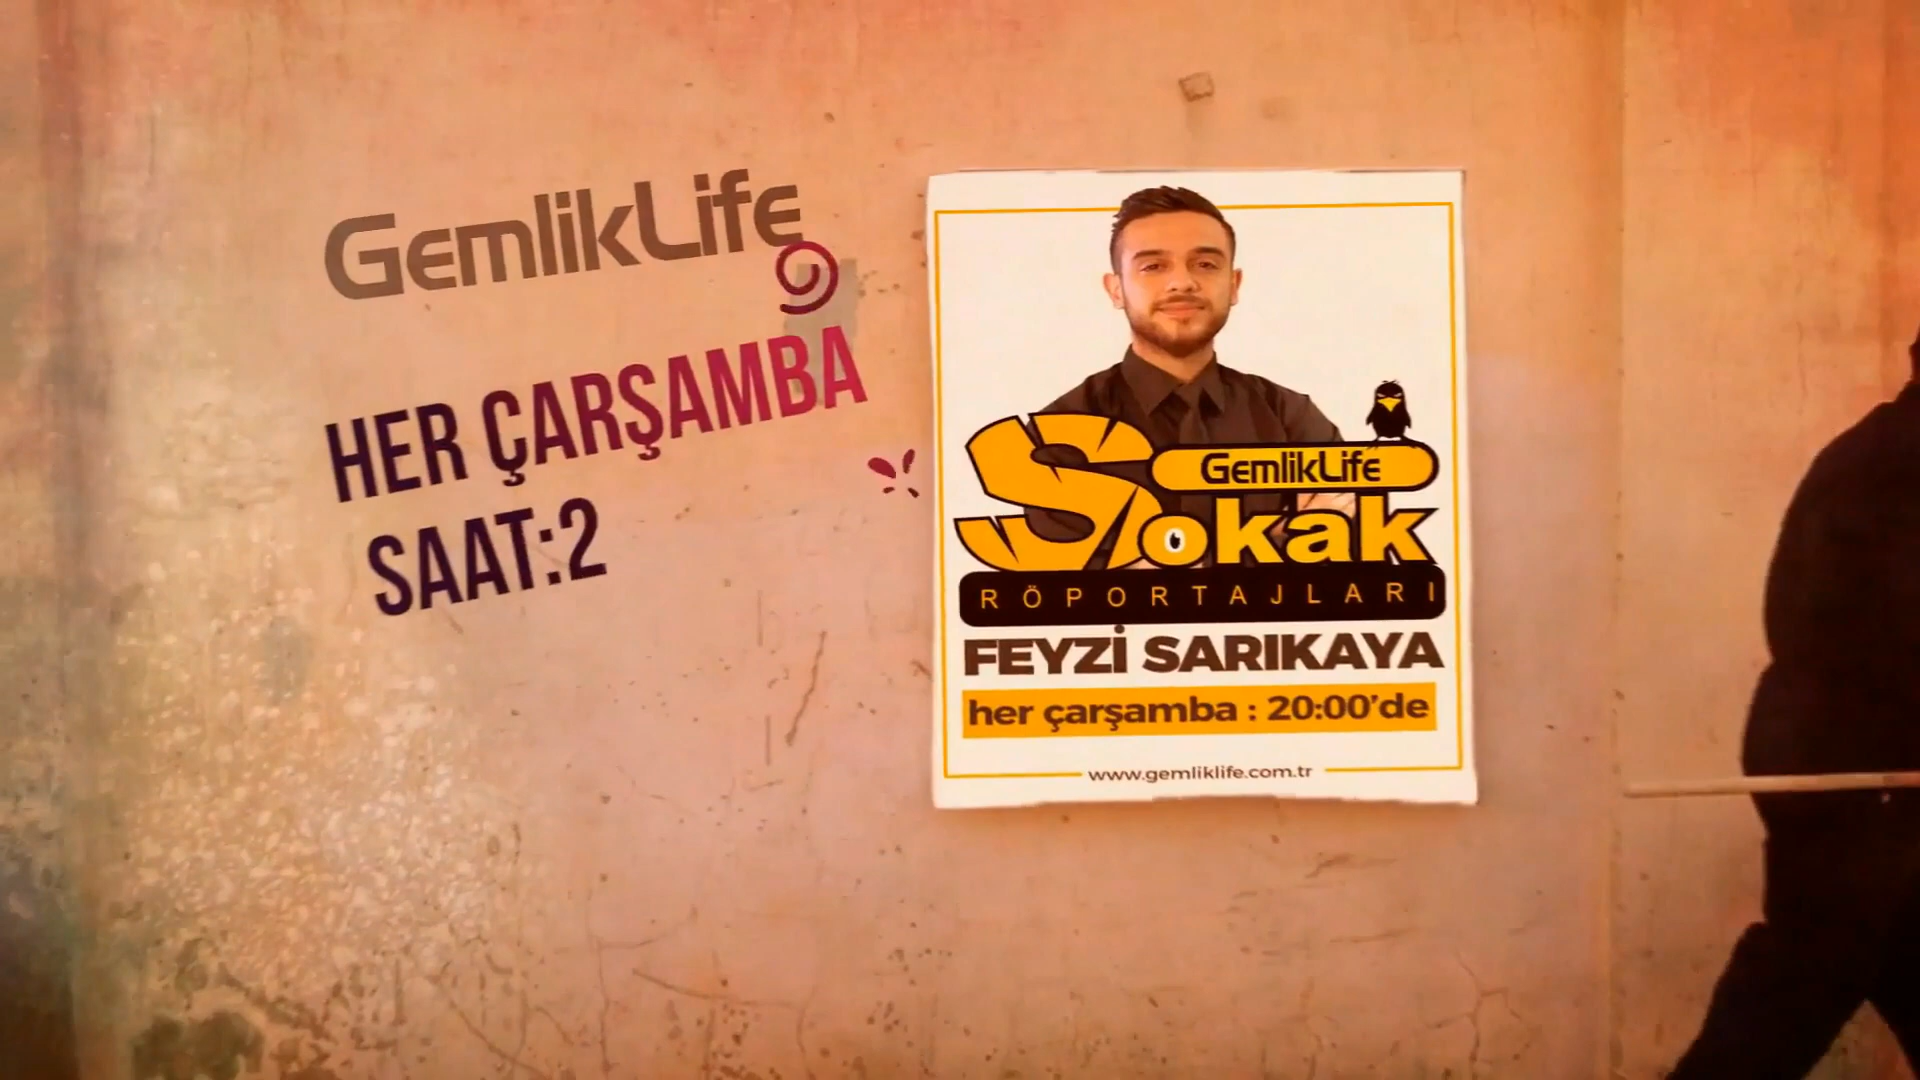 GemlikLife
HER ÇARŞAMBA
SAAT:2
GemlikLife
Sokak
RÖPORTAJLARI
FEYZİ SARIKAYA
her çarşamba : 20:00'de
www.gemliklife.com.tr